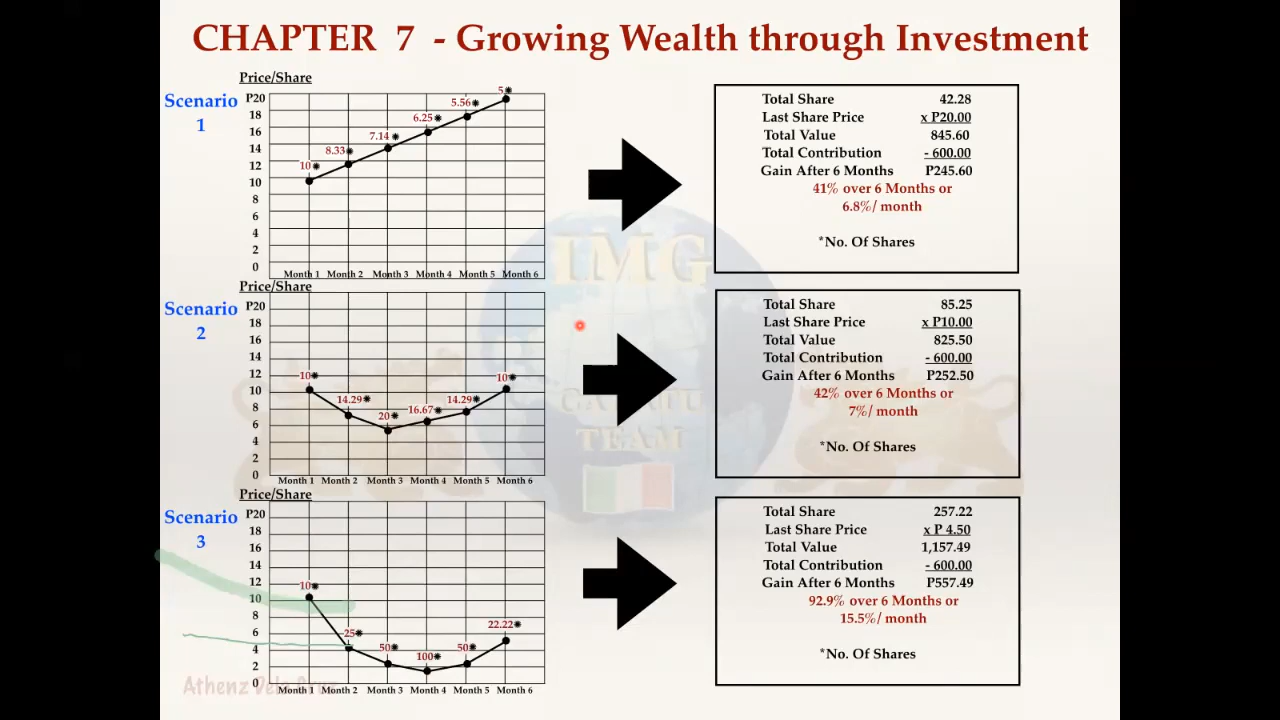 CHAPTER 7 - Growing Wealth through Investment
Price/Share
Scenario
1
P20
18
16
14
12
10
8
6
4
2
0
10*
8.33*
7.14*
6.25*
5.56*
5*
Month 1 Month 2 Month 3 Month 4 Month 5 Month 6
Total Share 42.28
Last Share Price x P20.00
Total Value 845.60
Total Contribution - 600.00
Gain After 6 Months P245.60
41% over 6 Months or
6.8%/ month
*No. Of Shares
Price/Share
Scenario
2
P20
18
16
14
12
10
8
6
4
2
0
10*
14.29*
20*
16.67*
14.29*
10*
Month 1 Month 2 Month 3 Month 4 Month 5 Month 6
Total Share 85.25
Last Share Price x P10.00
Total Value 825.50
Total Contribution - 600.00
Gain After 6 Months P252.50
42% over 6 Months or
7%/ month
*No. Of Shares
Price/Share
Scenario
3
P20
18
16
14
12
10
8
6
4
2
0
10*
25*
50*
100*
50*
22.22*
Month 1 Month 2 Month 3 Month 4 Month 5 Month 6
Total Share 257.22
Last Share Price x P 4.50
Total Value 1,157.49
Total Contribution - 600.00
Gain After 6 Months P557.49
92.9% over 6 Months or
15.5%/ month
*No. Of Shares
IMG
TEAM
Athenz Dela Cruz